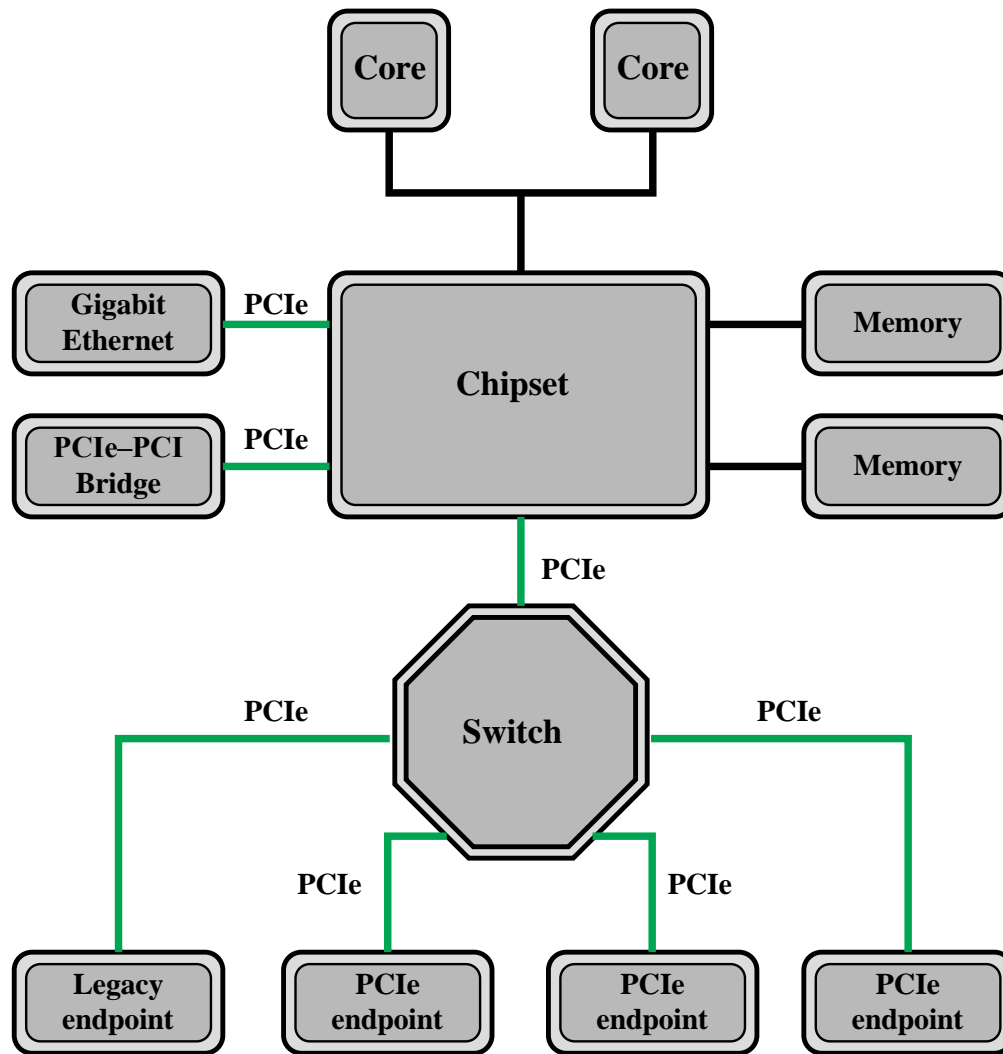 Core
Core
Gigabit
Ethernet
PCIe
Memory
Chipset
PCIe–PCI
Bridge
PCIe
Memory
PCIe
PCIe
Switch
PCIe
PCIe
PCIe
Legacy
endpoint
PCIe
endpoint
PCIe
endpoint
PCIe
endpoint